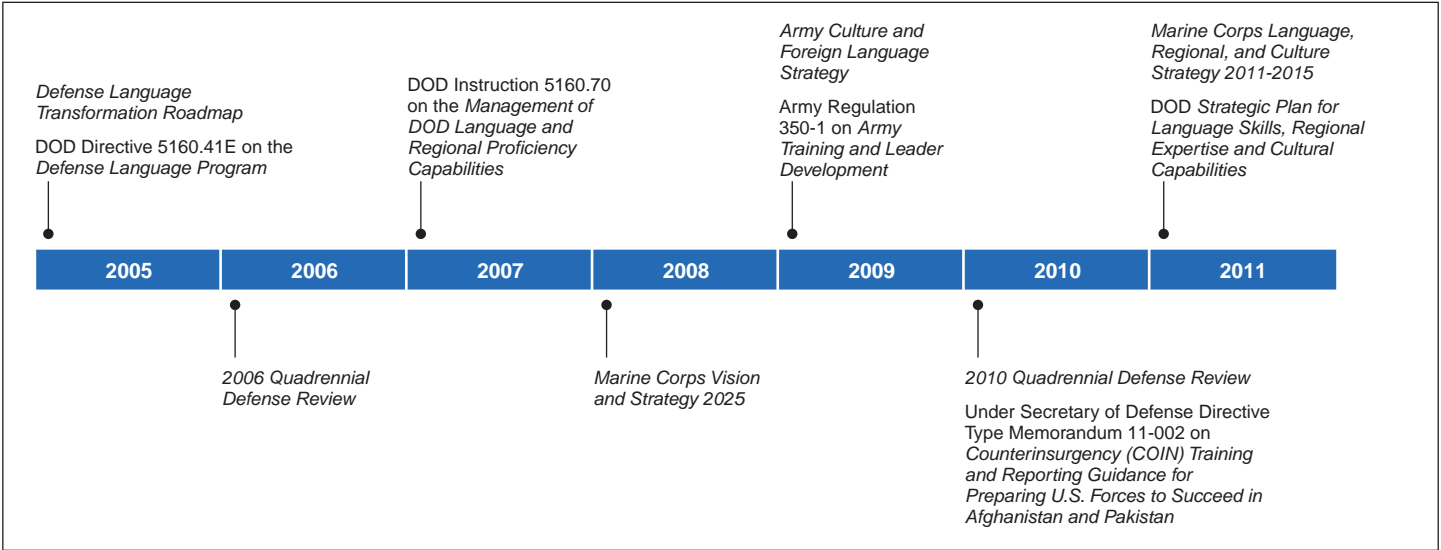 Defense Language
Transformation Roadmap
DOD Directive 5160.41E on the
Defense Language Program
DOD Instruction 5160.70
on the Management of
DOD Language and
Regional Proficiency
Capabilities
Army Culture and
Foreign Language
Strategy
Army Regulation
350-1 on Army
Training and Leader
Development
Marine Corps Language,
Regional, and Culture
Strategy 2011-2015
DOD Strategic Plan for
Language Skills, Regional
Expertise and Cultural
Capabilities
2005
2006
2007
2008
2009
2010
2011
2006 Quadrennial
Defense Review
Marine Corps Vision
and Strategy 2025
2010 Quadrennial Defense Review
Under Secretary of Defense Directive
Type Memorandum 11-002 on
Counterinsurgency (COIN) Training
and Reporting Guidance for
Preparing U.S. Forces to Succeed in
Afghanistan and Pakistan